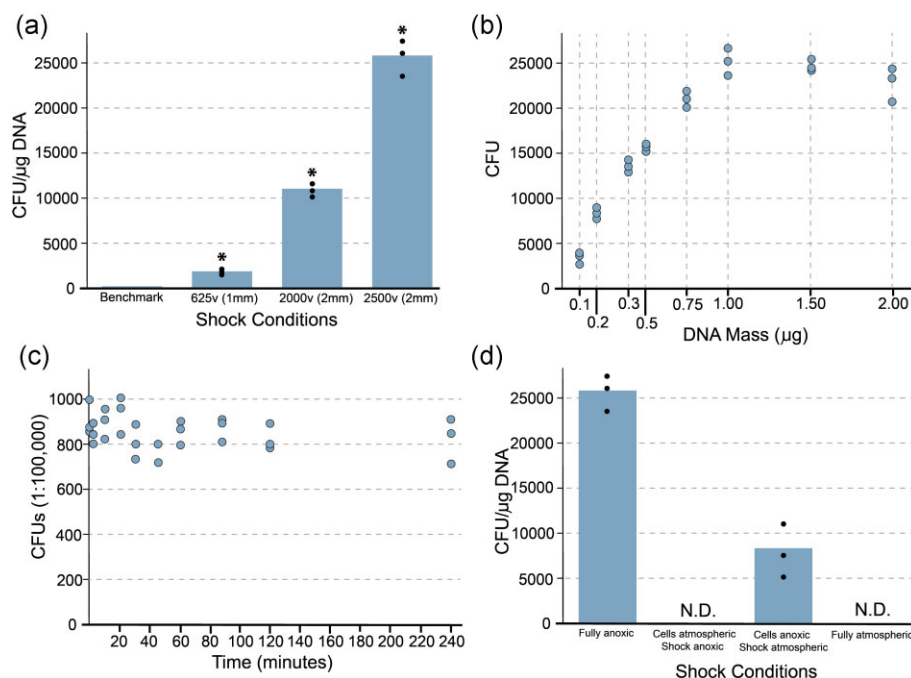 (a)
CFU/µg DNA
25000
20000
15000
10000
5000
0
*
*
*
Benchmark 625v (1mm) 2000v (2mm) 2500v (2mm)
Shock Conditions
(b)
CFU
25000
20000
15000
10000
5000
0
0.1 0.3 0.75 1.00 1.50 2.00
0.2 0.5
DNA Mass (µg)
(c)
CFUs (1:100,000)
1000
800
600
400
200
0
20 40 60 80 100 120 140 160 180 200 220 240
Time (minutes)
(d)
CFU/µg DNA
25000
20000
15000
10000
5000
0
N.D. N.D.
Fully anoxic Cells atmospheric Cells anoxic Fully atmospheric
Shock anoxic Shock atmospheric
Shock Conditions